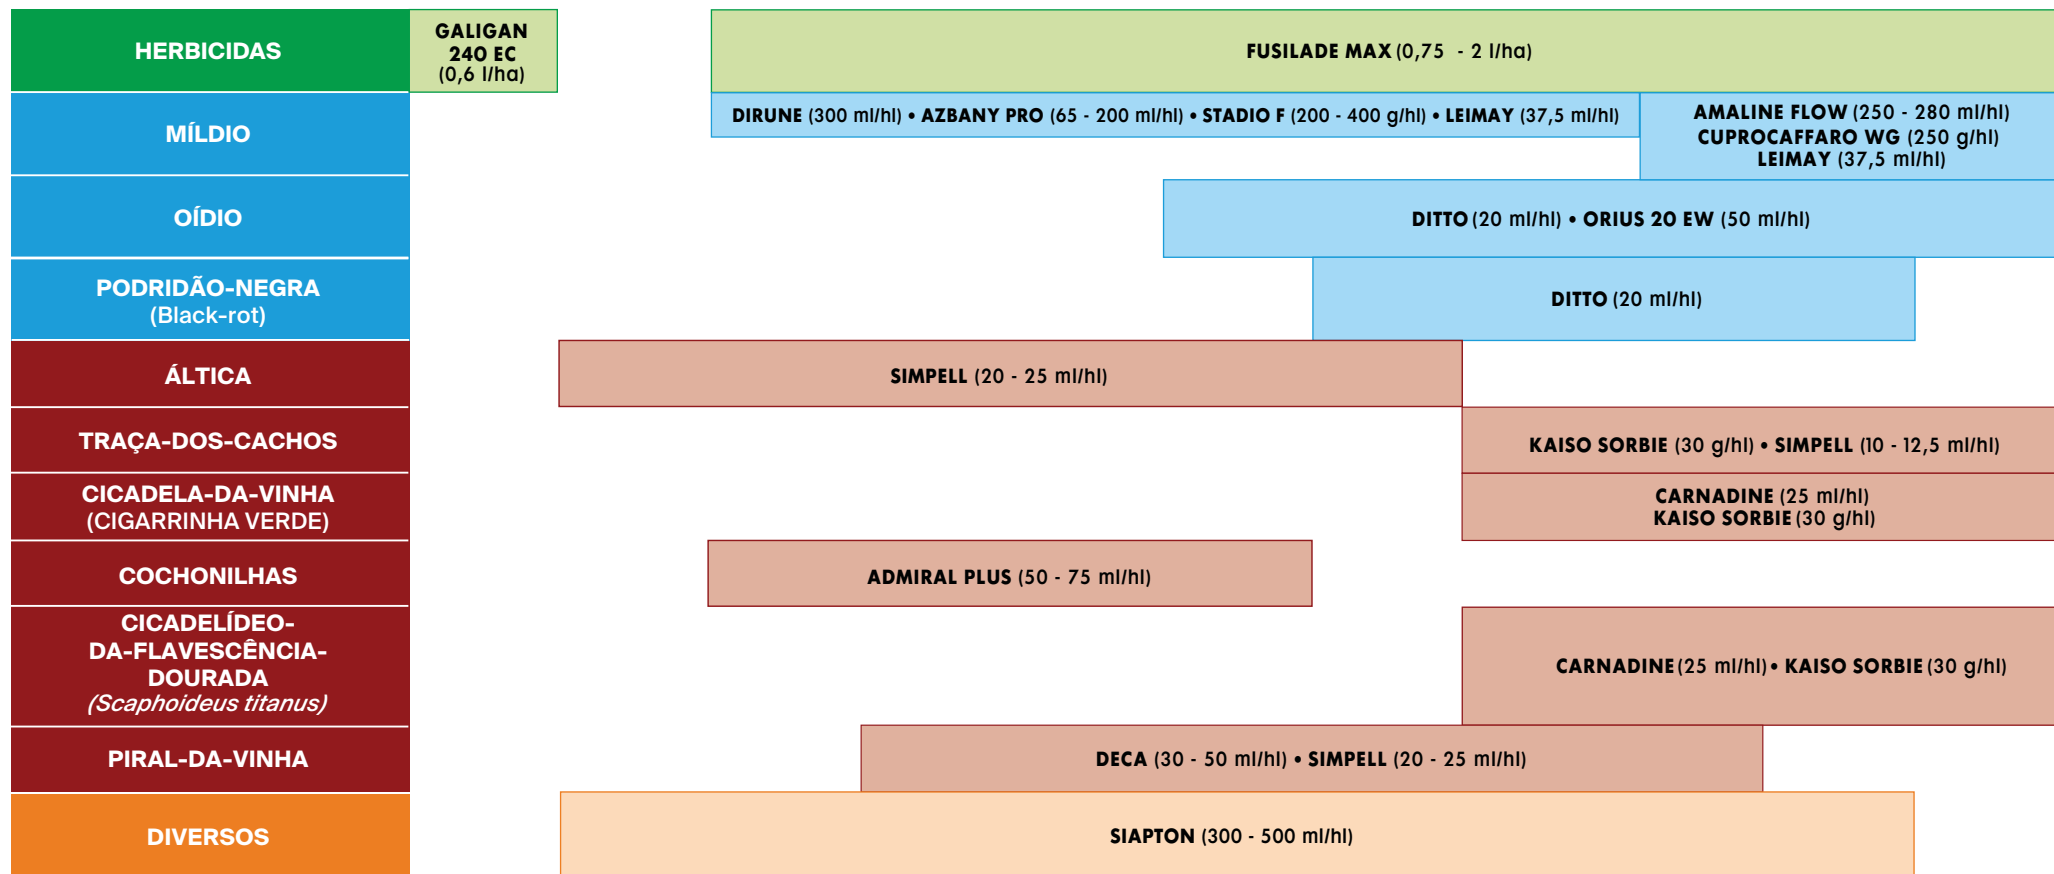 HERBICIDAS
GALIGAN
240 EC
(0,6 l/ha)
FUSILADE MAX (0,75 - 2 l/ha)
MÍLDIO
DIRUNE (300 ml/hl) • AZBANY PRO (65 - 200 ml/hl) • STADIO F (200 - 400 g/hl) • LEIMAY (37,5 ml/hl)
AMALINE FLOW (250 - 280 ml/hl)
CUPROCAFFARO WG (250 g/hl)
LEIMAY (37,5 ml/hl)
OÍDIO
DITTO (20 ml/hl) • ORIUS 20 EW (50 ml/hl)
PODRIDÃO-NEGRA
(Black-rot)
DITTO (20 ml/hl)
ÁLTICA
SIMPELL (20 - 25 ml/hl)
TRAÇA-DOS-CACHOS
KAISO SORBIE (30 g/hl) • SIMPELL (10 - 12,5 ml/hl)
CICADELA-DA-VINHA
(CIGARRINHA VERDE)
CARNADINE (25 ml/hl)
KAISO SORBIE (30 g/hl)
COCHONILHAS
ADMIRAL PLUS (50 - 75 ml/hl)
CICADELÍDEO-
DA-FLAVESCÊNCIA-
DOURADA
(Scaphoideus titanus)
CARNADINE (25 ml/hl) • KAISO SORBIE (30 g/hl)
PIRAL-DA-VINHA
DECA (30 - 50 ml/hl) • SIMPELL (20 - 25 ml/hl)
DIVERSOS
SIAPTON (300 - 500 ml/hl)